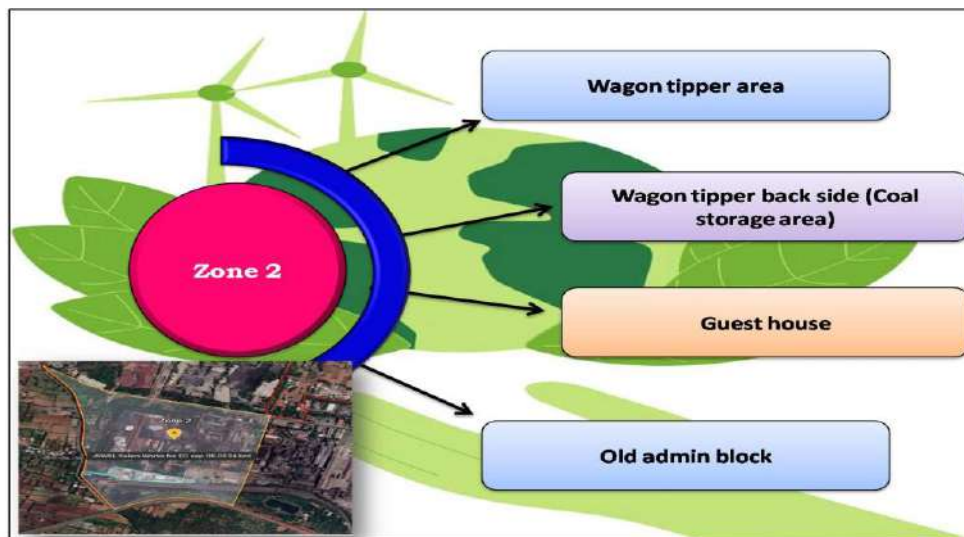 Wagon tipper area
Wagon tipper back side (Coal
storage area)
Zone 2
Guest house
Zone 2
Old admin block